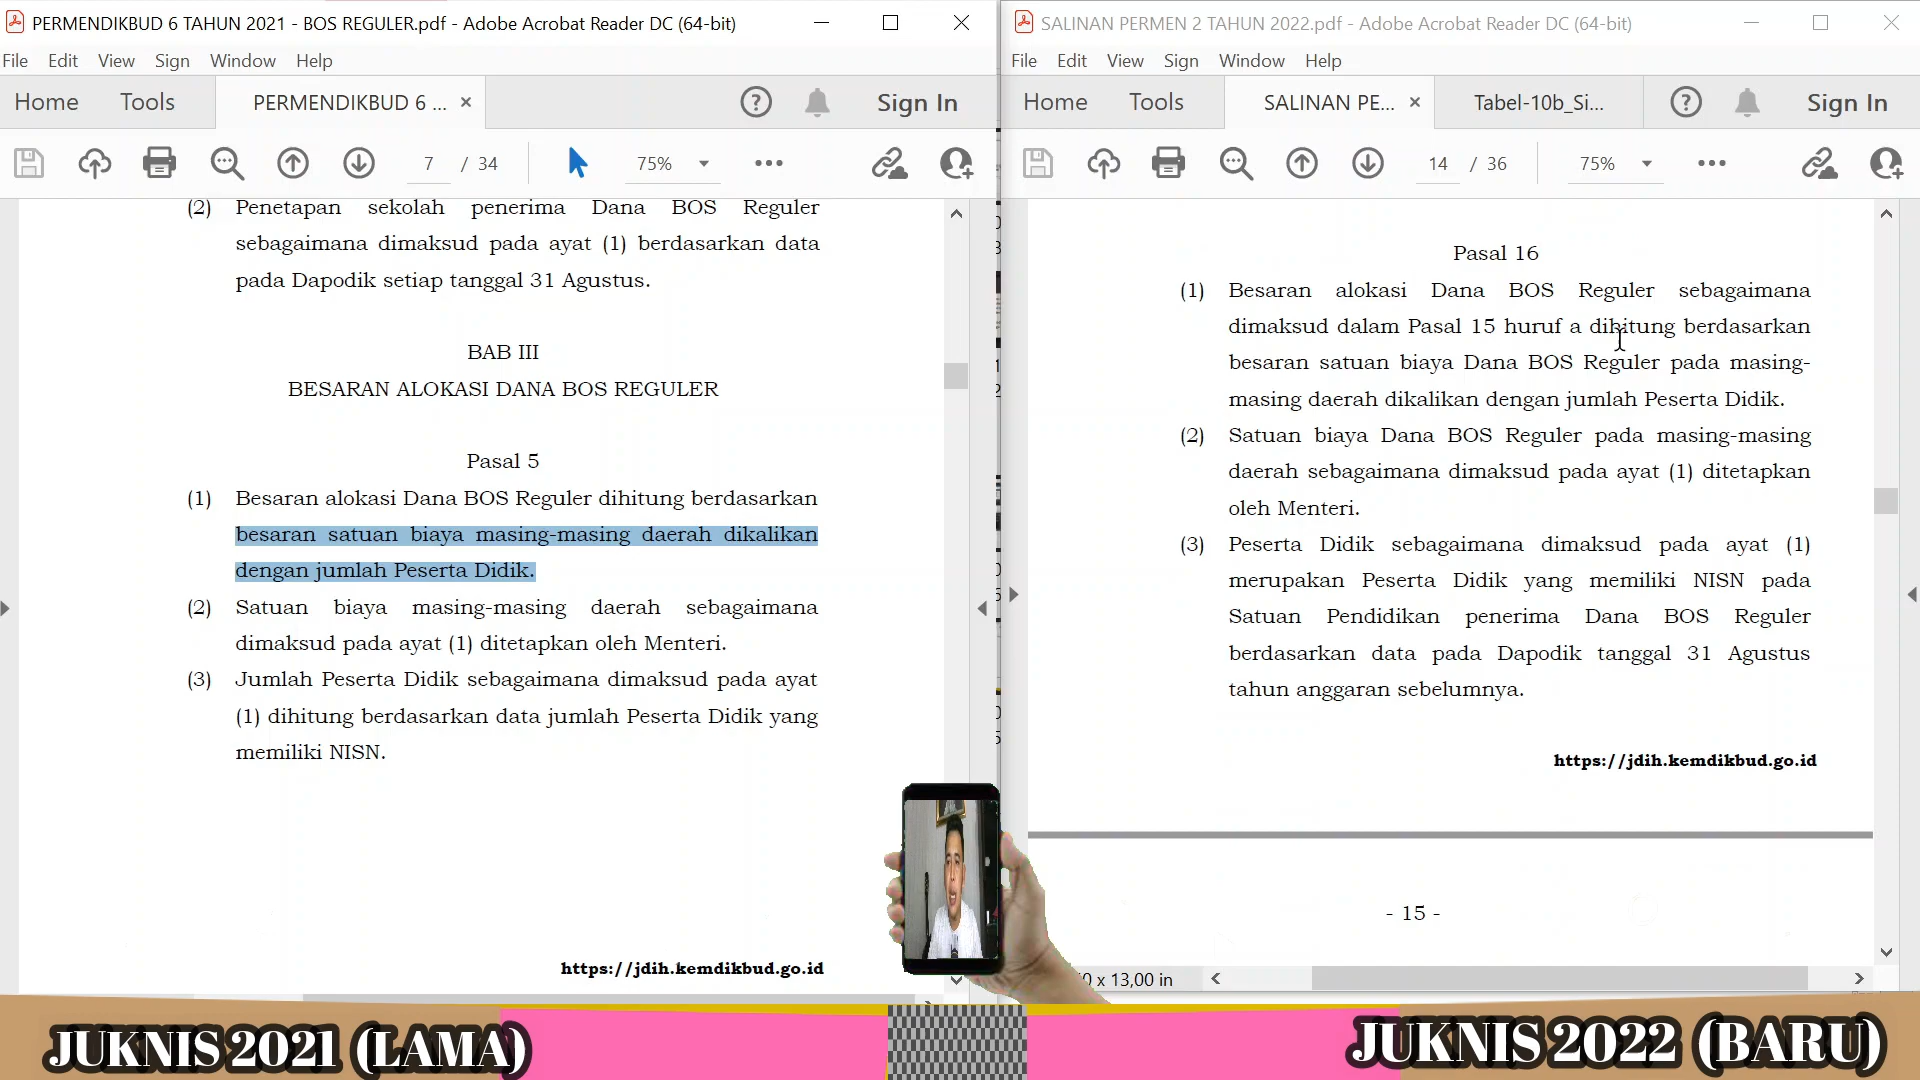 PERMENDIKBUD 6 TAHUN 2021 - BOS REGULER.pdf - Adobe Acrobat Reader DC (64-bit)
File Edit View Sign Window Help
Home Tools PERMENDIKBUD 6 ... × Sign In
7 / 34 75%
(2) Penetapan sekolah penerima Dana BOS Reguler
sebagaimana dimaksud pada ayat (1) berdasarkan data
pada Dapodik setiap tanggal 31 Agustus.
BAB III
BESARAN ALOKASI DANA BOS REGULER
Pasal 5
(1) Besaran alokasi Dana BOS Reguler dihitung berdasarkan
besaran satuan biaya masing-masing daerah dikalikan
dengan jumlah Peserta Didik.
(2) Satuan biaya masing-masing daerah sebagaimana
dimaksud pada ayat (1) ditetapkan oleh Menteri.
(3) Jumlah Peserta Didik sebagaimana dimaksud pada ayat
(1) dihitung berdasarkan data jumlah Peserta Didik yang
memiliki NISN.
https://jdih.kemdikbud.go.id
SALINAN PERMEN 2 TAHUN 2022.pdf - Adobe Acrobat Reader DC (64-bit)
File Edit View Sign Window Help
Home Tools SALINAN PE... × Tabel-10b_Si... Sign In
14 / 36 75%
Pasal 16
(1) Besaran alokasi Dana BOS Reguler sebagaimana
dimaksud dalam Pasal 15 huruf a dihitung berdasarkan
besaran satuan biaya Dana BOS Reguler pada masing-
masing daerah dikalikan dengan jumlah Peserta Didik.
(2) Satuan biaya Dana BOS Reguler pada masing-masing
daerah sebagaimana dimaksud pada ayat (1) ditetapkan
oleh Menteri.
(3) Peserta Didik sebagaimana dimaksud pada ayat (1)
merupakan Peserta Didik yang memiliki NISN pada
Satuan Pendidikan penerima Dana BOS Reguler
berdasarkan data pada Dapodik tanggal 31 Agustus
tahun anggaran sebelumnya.
https://jdih.kemdikbud.go.id
- 15 -
x 13,00 in
JUKNIS 2021 (LAMA)
JUKNIS 2022 (BARU)